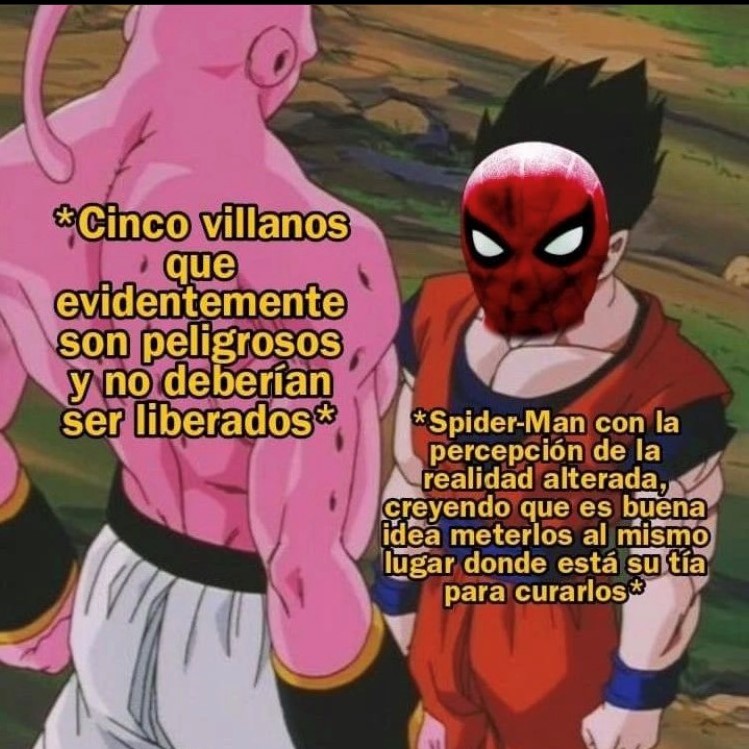 *Cinco villanos
que
evidentemente
son peligrosos
y no deberían
ser liberados*
*Spider-Man con la
percepción de la
realidad alterada,
creyendo que es buena
idea meterlos al mismo
lugar donde está su tía
para curarlos*